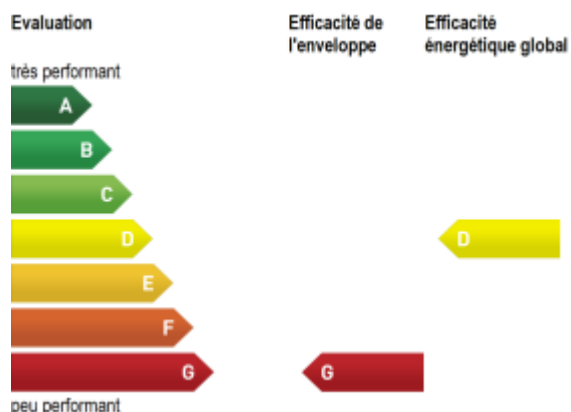 Evaluation
Efficacité de
l'enveloppe
Efficacité
énergétique global
très performant
A
B
C
D
D
E
F
G
G
peu performant